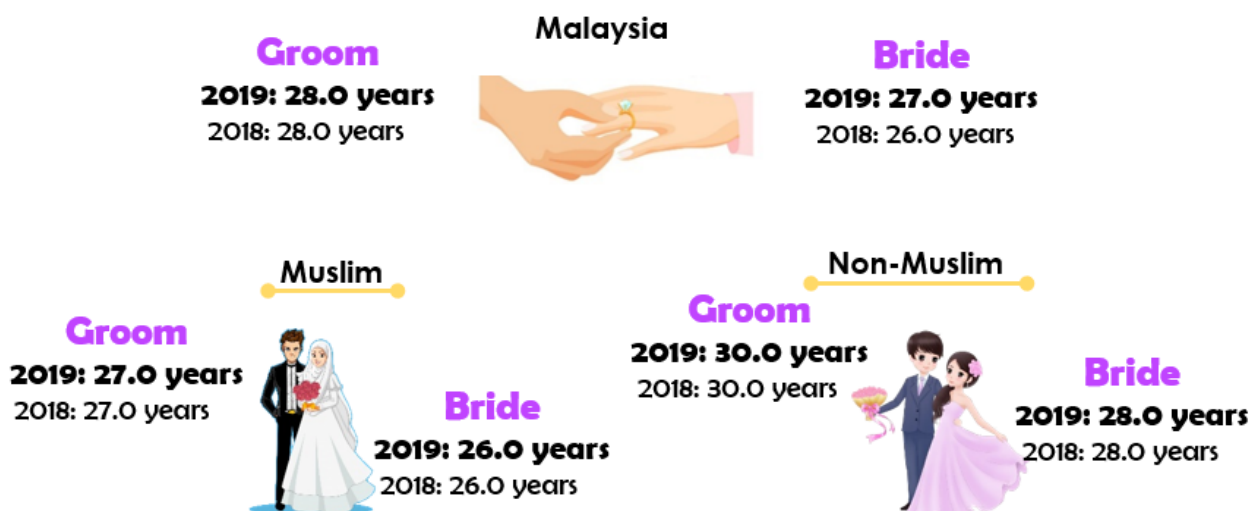 Malaysia
Groom
2019: 28.0 years
2018: 28.0 years
Bride
2019: 27.0 years
2018: 26.0 years
Muslim
Groom
2019: 27.0 years
2018: 27.0 years
Bride
2019: 26.0 years
2018: 26.0 years
Non-Muslim
Groom
2019: 30.0 years
2018: 30.0 years
Bride
2019: 28.0 years
2018: 28.0 years